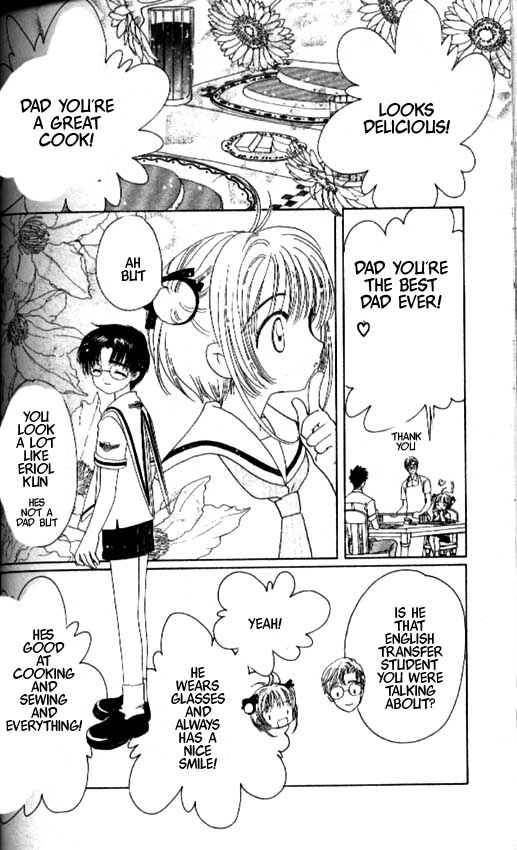 LOOKS
DELICIOUS!
DAD YOU'RE
A GREAT
COOK!
DAD YOU'RE
THE BEST
DAD EVER!
♡
THANK
YOU
AH
BUT
YOU
LOOK
A LOT
LIKE
ERIOL
KUN
HES
NOT A
DAD BUT
IS HE
THAT
ENGLISH
TRANSFER
STUDENT
YOU WERE
TALKING
ABOUT?
YEAH!
HE
WEARS
GLASSES
AND
ALWAYS
HAS A
NICE
SMILE!
HES
GOOD
AT
COOKING
AND
SEWING
AND
EVERYTHING!